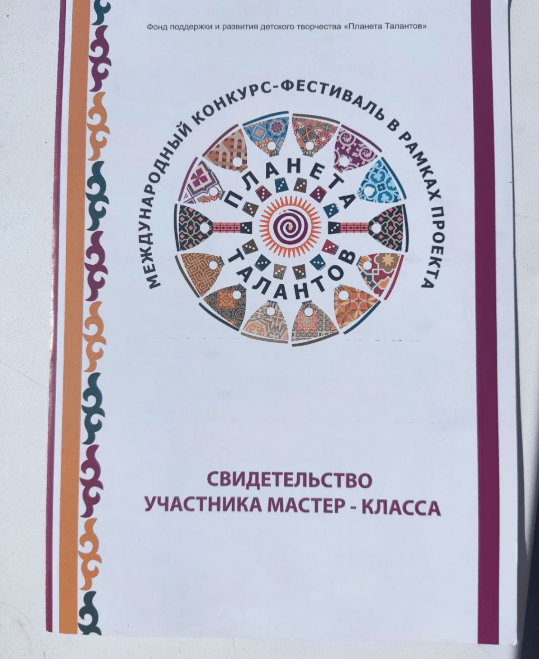 Фонд поддержки и развития детского творчества «Планета Талантов»
МЕЖДУНАРОДНЫЙ КОНКУРС-ФЕСТИВАЛЬ В РАМКАХ ПРОЕКТА
ПЛАНЕТА
ТАЛАНТОВ
СВИДЕТЕЛЬСТВО
УЧАСТНИКА МАСТЕР - КЛАССА